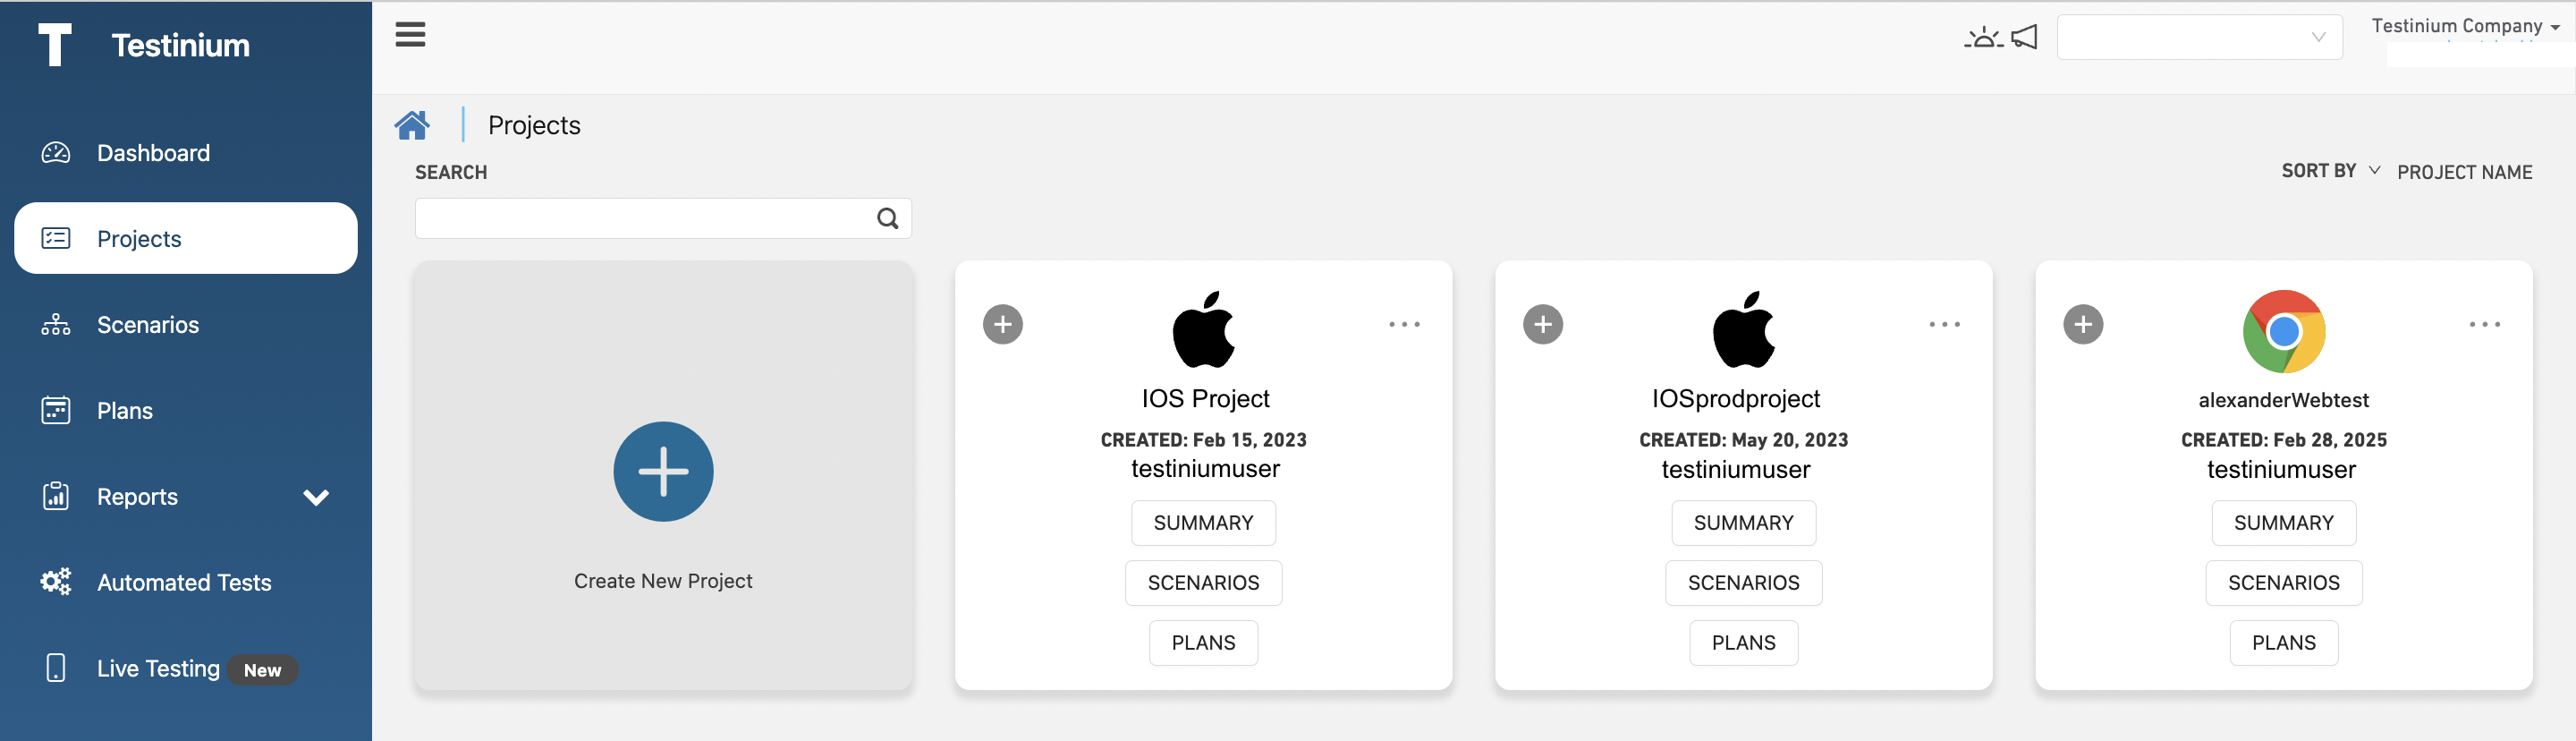 Testinium
Dashboard
Projects
Scenarios
Plans
Reports
Automated Tests
Live Testing New
Testinium Company
Projects
SEARCH
SORT BY PROJECT NAME
Create New Project
IOS Project
CREATED: Feb 15, 2023
testiniumuser
SUMMARY
SCENARIOS
PLANS
IOSprodproject
CREATED: May 20, 2023
testiniumuser
SUMMARY
SCENARIOS
PLANS
alexanderWebtest
CREATED: Feb 28, 2025
testiniumuser
SUMMARY
SCENARIOS
PLANS